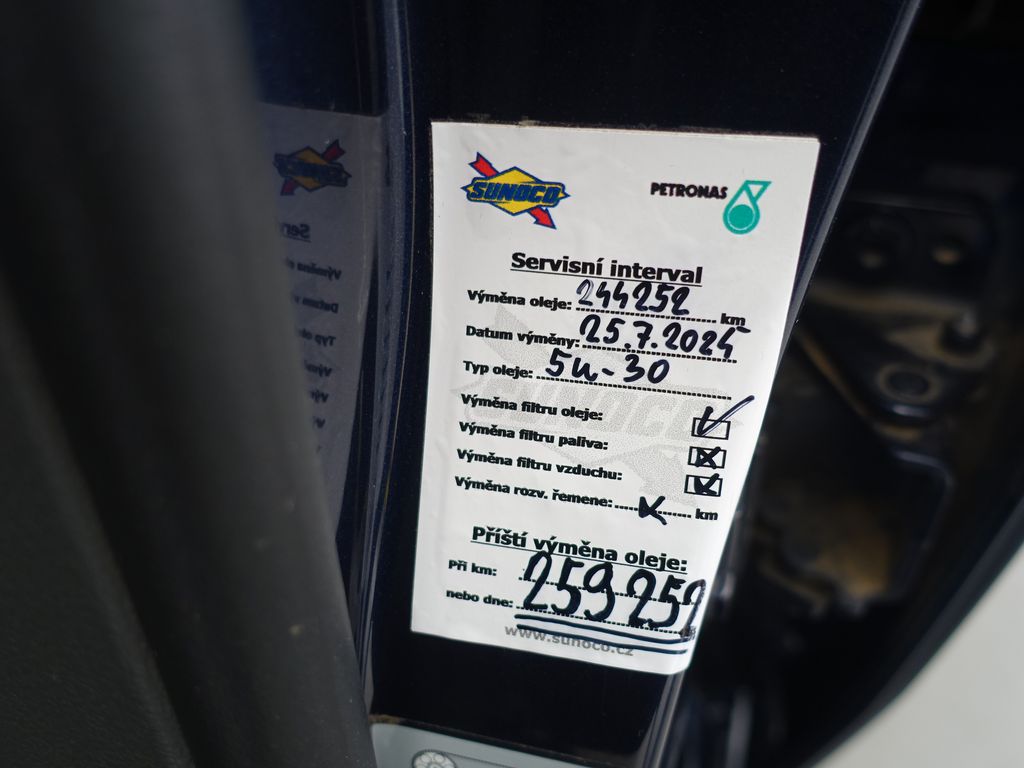 SUNOCO
PETRONAS
Servisní interval
Výměna oleje: 244252 km
Datum výměny: 25.7.2024
Typ oleje: 5W-30
Výměna filtru oleje:
Výměna filtru paliva:
Výměna filtru vzduchu:
Výměna rozv. řemene: x km
Příští výměna oleje:
Při km: 259252
nebo dne:
www.sunoco.cz